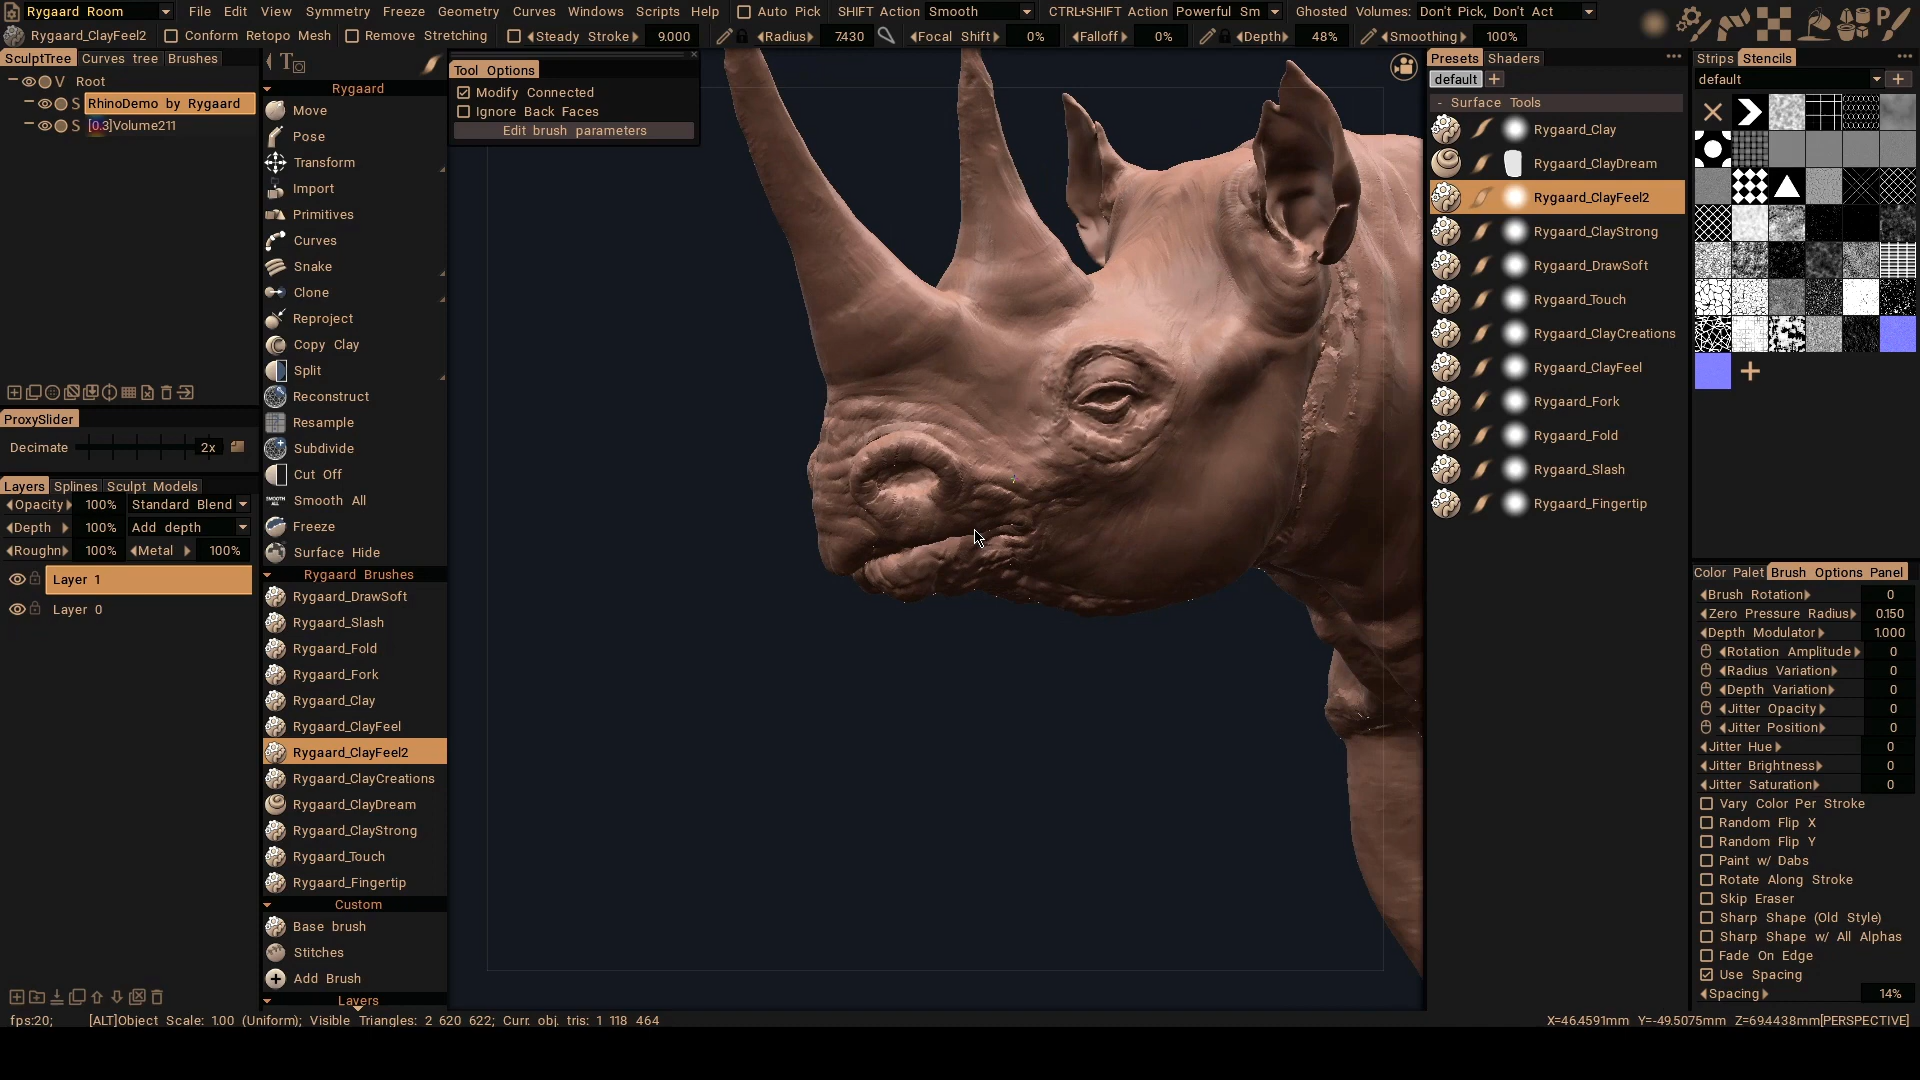 Rygaard Room File Edit View Symmetry Freeze Geometry Curves Windows Scripts Help Auto Pick SHIFT Action Smooth CTRL+SHIFT Action Powerful Sm Ghosted Volumes: Don't Pick, Don't Act
Rygaard_ClayFeel2 Conform Retopo Mesh Remove Stretching Steady Stroke 9.000 Radius 7.430 Focal Shift 0% Falloff 0% Depth 48% Smoothing 100%
SculptTree Curves tree Brushes
V Root
S RhinoDemo by Rygaard
S [0.3]Volume211
ProxySlider
Decimate 2x
Layers Splines Sculpt Models
Opacity 100% Standard Blend
Depth 100% Add depth
Roughn 100% Metal 100%
Layer 1
Layer 0
Rygaard
Move
Pose
Transform
Import
Primitives
Curves
Snake
Clone
Reproject
Copy Clay
Split
Reconstruct
Resample
Subdivide
Cut Off
SMOOTH Smooth All
Freeze
Surface Hide
Rygaard Brushes
Rygaard_DrawSoft
Rygaard_Slash
Rygaard_Fold
Rygaard_Fork
Rygaard_Clay
Rygaard_ClayFeel
Rygaard_ClayFeel2
Rygaard_ClayCreations
Rygaard_ClayDream
Rygaard_ClayStrong
Rygaard_Touch
Rygaard_Fingertip
Custom
Base brush
Stitches
Add Brush
Layers
Tool Options
Modify Connected
Ignore Back Faces
Edit brush parameters
Presets Shaders
default +
- Surface Tools
Rygaard_Clay
Rygaard_ClayDream
Rygaard_ClayFeel2
Rygaard_ClayStrong
Rygaard_DrawSoft
Rygaard_Touch
Rygaard_ClayCreations
Rygaard_ClayFeel
Rygaard_Fork
Rygaard_Fold
Rygaard_Slash
Rygaard_Fingertip
Strips Stencils
default
Color Palet Brush Options Panel
Brush Rotation 0
Zero Pressure Radius 0.150
Depth Modulator 1.000
Rotation Amplitude 0
Radius Variation 0
Depth Variation 0
Jitter Opacity 0
Jitter Position 0
Jitter Hue 0
Jitter Brightness 0
Jitter Saturation 0
Vary Color Per Stroke
Random Flip X
Random Flip Y
Paint w/ Dabs
Rotate Along Stroke
Skip Eraser
Sharp Shape (Old Style)
Sharp Shape w/ All Alphas
Fade On Edge
Use Spacing
Spacing 14%
fps:20; [ALT]Object Scale: 1.00 (Uniform); Visible Triangles: 2 620 622; Curr. obj. tris: 1 118 464 X=46.4591mm Y=-49.5075mm Z=69.4438mm[PERSPECTIVE]